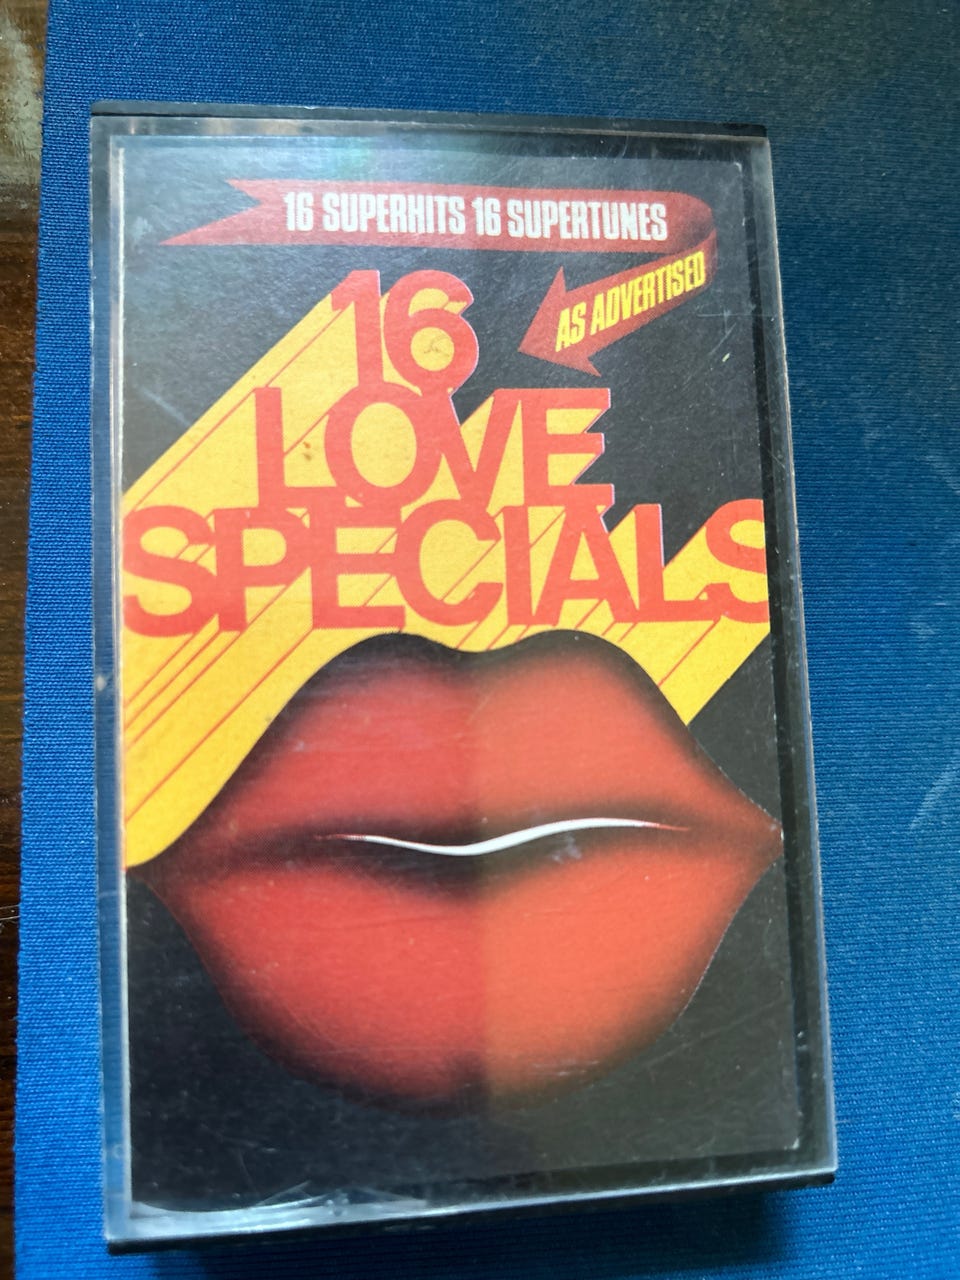 16 SUPERHITS 16 SUPERTUNES
AS ADVERTISED
16
LOVE
SPECIALS